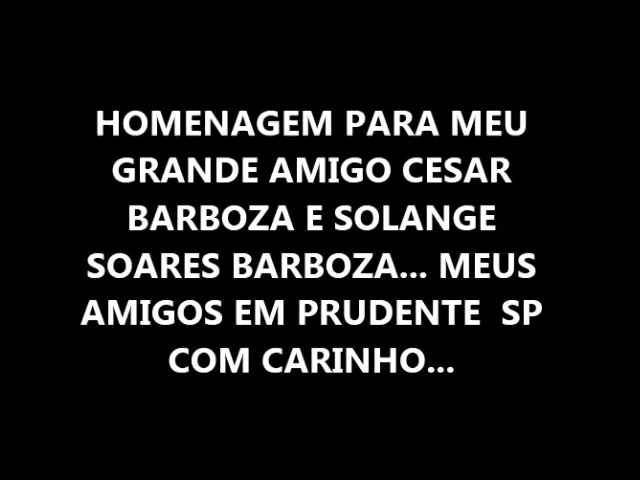 HOMENAGEM PARA MEU
GRANDE AMIGO CESAR
BARBOZA E SOLANGE
SOARES BARBOZA... MEUS
AMIGOS EM PRUDENTE  SP
COM CARINHO...